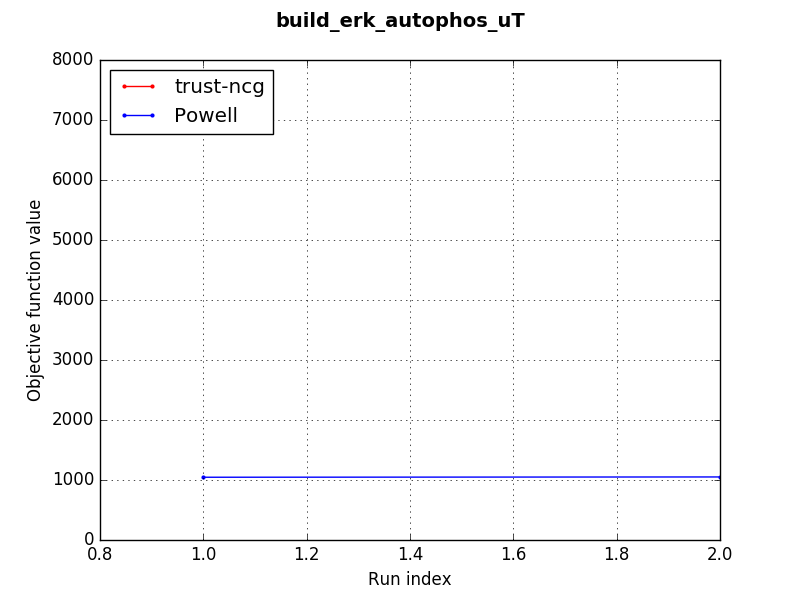 build_erk_autophos_uT
trust-ncg
Powell
8000
7000
6000
5000
4000
3000
2000
1000
0
Objective function value
0.8 1.0 1.2 1.4 1.6 1.8 2.0
Run index